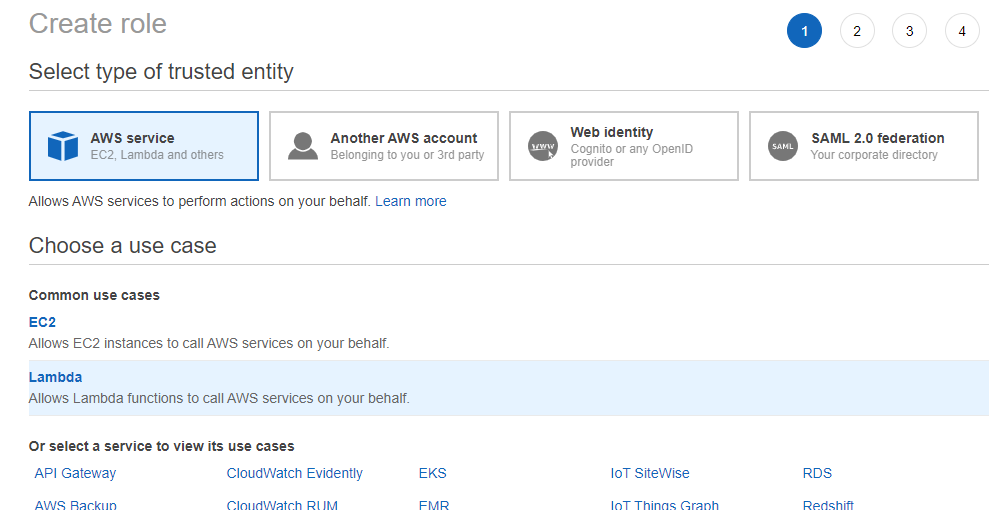 Create role
1 2 3 4
Select type of trusted entity
AWS service
EC2, Lambda and others
Another AWS account
Belonging to you or 3rd party
www
Web identity
Cognito or any OpenID
provider
SAML
SAML 2.0 federation
Your corporate directory
Allows AWS services to perform actions on your behalf. Learn more
Choose a use case
Common use cases
EC2
Allows EC2 instances to call AWS services on your behalf.
Lambda
Allows Lambda functions to call AWS services on your behalf.
Or select a service to view its use cases
API Gateway CloudWatch Evidently EKS IoT SiteWise RDS
AWS Backup CloudWatch RUM EMR IoT Things Graph Redshift